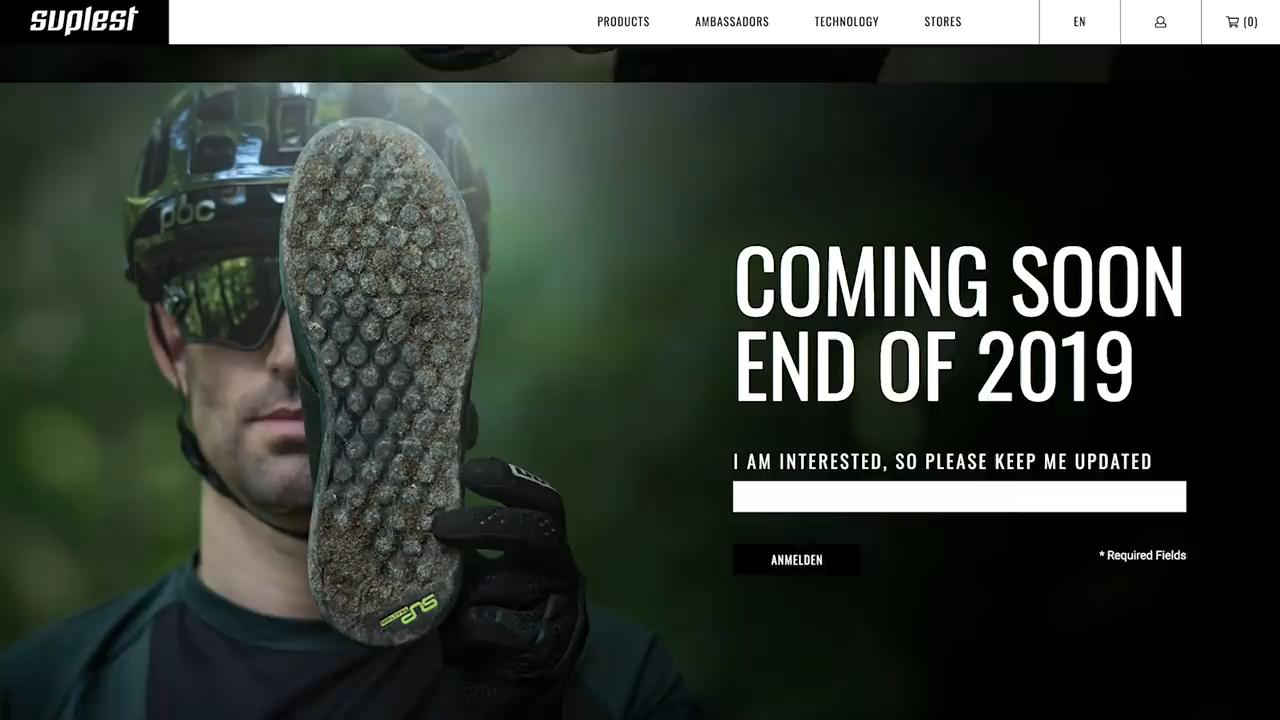 suplest
PRODUCTS
AMBASSADORS
TECHNOLOGY
STORES
EN
(0)
poc
COMING SOON
END OF 2019
I AM INTERESTED, SO PLEASE KEEP ME UPDATED
ANMELDEN
* Required Fields
SUP